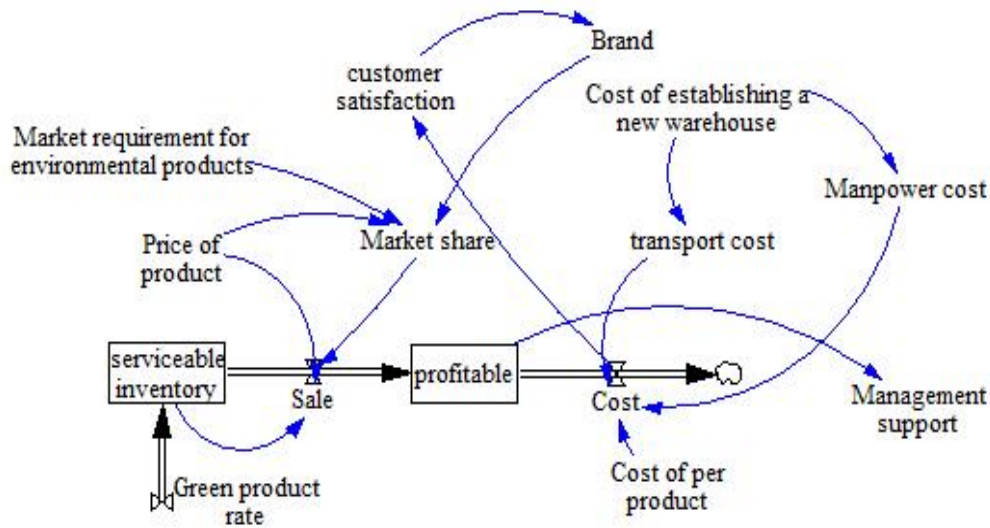 Brand
customer
satisfaction
Cost of establishing a
new warehouse
Market requirement for
environmental products
Manpower cost
Price of
product
Market share
transport cost
serviceable
inventory
Sale
profitable
Cost
Management
support
Green product
rate
Cost of per
product